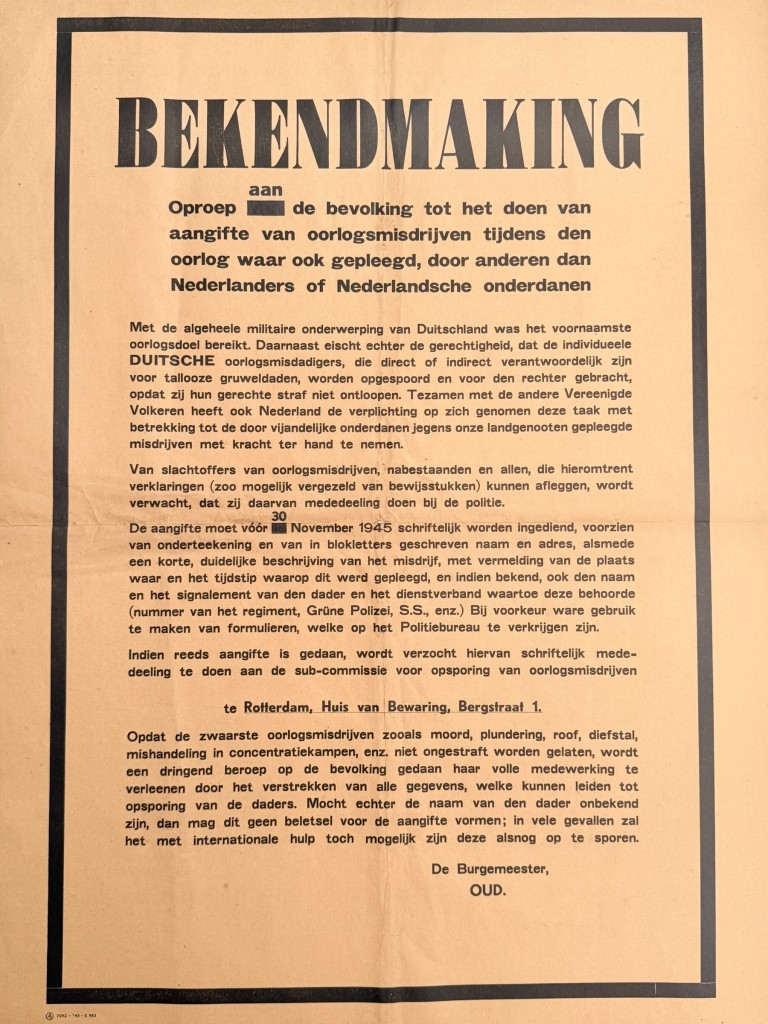 BEKENDMAKING
aan
Oproep de bevolking tot het doen van
aangifte van oorlogsmisdrijven tijdens den
oorlog waar ook gepleegd, door anderen dan
Nederlanders of Nederlandsche onderdanen
Met de algeheele militaire onderwerping van Duitschland was het voornaamste
oorlogsdoel bereikt. Daarnaast eischt echter de gerechtigheid, dat de individueele
DUITSCHE oorlogsmisdadigers, die direct of indirect verantwoordelijk zijn
voor tallooze gruweldaden, worden opgespoord en voor den rechter gebracht,
opdat zij hun gerechte straf niet ontloopen. Tezamen met de andere Vereenigde
Volkeren heeft ook Nederland de verplichting op zich genomen deze taak met
betrekking tot de door vijandelijke onderdanen jegens onze landgenooten gepleegde
misdrijven met kracht ter hand te nemen.
Van slachtoffers van oorlogsmisdrijven, nabestaanden en allen, die hieromtrent
verklaringen (zoo mogelijk vergezeld van bewijsstukken) kunnen afleggen, wordt
verwacht, dat zij daarvan mededeeling doen bij de politie.
30
De aangifte moet vóór November 1945 schriftelijk worden ingediend, voorzien
van onderteekening en van in blokletters geschreven naam en adres, alsmede
een korte, duidelijke beschrijving van het misdrijf, met vermelding van de plaats
waar en het tijdstip waarop dit werd gepleegd, en indien bekend, ook den naam
en het signalement van den dader en het dienstverband waartoe deze behoorde
(nummer van het regiment, Grüne Polizei, S.S., enz.) Bij voorkeur ware gebruik
te maken van formulieren, welke op het Politiebureau te verkrijgen zijn.
Indien reeds aangifte is gedaan, wordt verzocht hiervan schriftelijk mede-
deeling te doen aan de sub-commissie voor opsporing van oorlogsmisdrijven
te Rotterdam, Huis van Bewaring, Bergstraat 1.
Opdat de zwaarste oorlogsmisdrijven zooals moord, plundering, roof, diefstal,
mishandeling in concentratiekampen, enz. niet ongestraft worden gelaten, wordt
een dringend beroep op de bevolking gedaan haar volle medewerking te
verleenen door het verstrekken van alle gegevens, welke kunnen leiden tot
opsporing van de daders. Mocht echter de naam van den dader onbekend
zijn, dan mag dit geen beletsel voor de aangifte vormen; in vele gevallen zal
het met internationale hulp toch mogelijk zijn deze alsnog op te sporen.
De Burgemeester,
OUD.